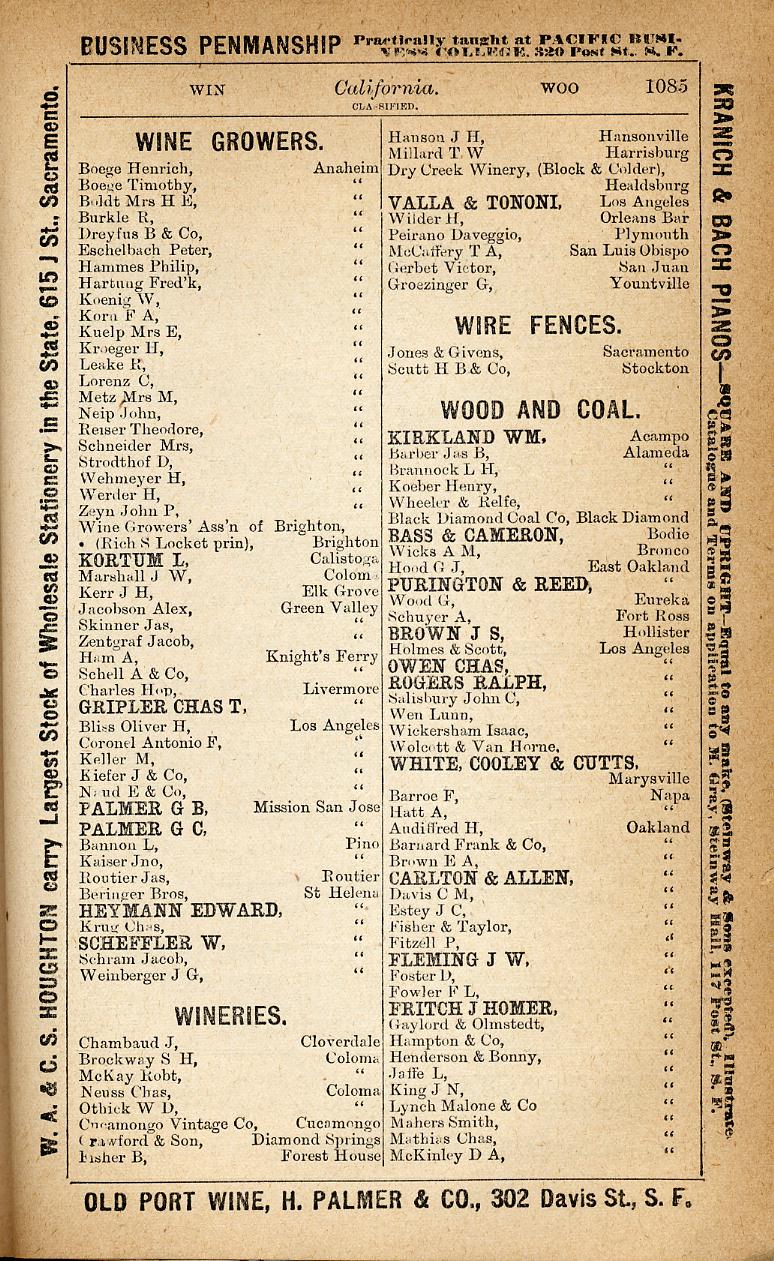 BUSINESS PENMANSHIP Practically taught at PACIFIC BUSI-
NESS COLLEGE, 320 Post St., S. F.
WIN California. WOO 1085
CLASSIFIED.
WINE GROWERS.
Boege Henrich, Anaheim
Boege Timothy, “
Boldt Mrs H E, “
Burkle R, “
Dreyfus B & Co, “
Eschelbach Peter, “
Hammes Philip, “
Hartung Fred'k, “
Koenig W, “
Korn F A, “
Kuelp Mrs E, “
Kroeger H, “
Leake R, “
Lorenz C, “
Metz Mrs M, “
Neip John, “
Reiser Theodore, “
Schneider Mrs, “
Strodthof D, “
Wehmeyer H, “
Werder H, “
Zeyn John P, “
Wine Growers' Ass'n of Brighton,
(Rich S Locket prin), Brighton
KORTUM L, Calistoga
Marshall J W, Coloma
Kerr J H, Elk Grove
Jacobson Alex, Green Valley
Skinner Jas, “
Zentgraf Jacob, “
Ham A, Knight's Ferry
Schell A & Co, “
Charles Hop, Livermore
GRIPLER CHAS T, “
Bliss Oliver H, Los Angeles
Coronel Antonio F, “
Keller M, “
Kiefer J & Co, “
Naud E & Co, “
PALMER G B, Mission San Jose
PALMER G C, “
Bannon L, Pino
Kaiser Jno, “
Routier Jas, Routier
Beringer Bros, St Helena
HEYMANN EDWARD, “
Krug Chas, “
SCHEFFLER W, “
Schram Jacob, “
Weinberger J G, “
WINERIES.
Chambaud J, Cloverdale
Brockway S H, Coloma
McKay Robt, “
Neuss Chas, Coloma
Othick W D, “
Cucamongo Vintage Co, Cucamongo
Crawford & Son, Diamond Springs
Fisher B, Forest House
Hanson J H, Hansonville
Millard T W Harrisburg
Dry Creek Winery, (Block & Colder),
Healdsburg
VALLA & TONONI, Los Angeles
Wilder H, Orleans Bar
Peirano Daveggio, Plymouth
McCaffery T A, San Luis Obispo
Gerbet Victor, San Juan
Groezinger G, Yountville
WIRE FENCES.
Jones & Givens, Sacramento
Scutt H B & Co, Stockton
WOOD AND COAL.
KIRKLAND WM. Acampo
Barber Jas B, Alameda
Brannock L H, “
Koeber Henry, “
Wheeler & Relfe, “
Black Diamond Coal Co, Black Diamond
BASS & CAMERON, Bodie
Wicks A M, Bronco
Hood G J, East Oakland
PURINGTON & REED, “
Wood G, Eureka
Schuyer A, Fort Ross
BROWN J S, Hollister
Holmes & Scott, Los Angeles
OWEN CHAS, “
ROGERS RALPH, “
Salisbury John C, “
Wen Lunn, “
Wickersham Isaac, “
Wolcott & Van Horne, “
WHITE, COOLEY & CUTTS,
Marysville
Barroe F, Napa
Hatt A, “
Audiffred H, Oakland
Barnard Frank & Co, “
Brown E A, “
CARLTON & ALLEN, “
Davis C M, “
Estey J C, “
Fisher & Taylor, “
Fitzell P, “
FLEMING J W, “
Foster D, “
Fowler F L, “
FRITCH J HOMER, “
Gaylord & Olmstedt, “
Hampton & Co, “
Henderson & Bonny, “
Jaffe L, “
King J N, “
Lynch Malone & Co “
Mahers Smith, “
Mathias Chas, “
McKinley D A, “
W. A. & C. S. HOUGHTON carry Largest Stock of Wholesale Stationery in the State, 615 J St., Sacramento.
KRANICH & BACH PIANOS—SQUARE AND UPRIGHT—Equal to any make, (Steinway & Sons excepted). Illustrate
Catalogue and Terms on application to M. Gray, Steinway Hall, 117 Post St., S. F.
OLD PORT WINE, H. PALMER & CO., 302 Davis St., S. F.